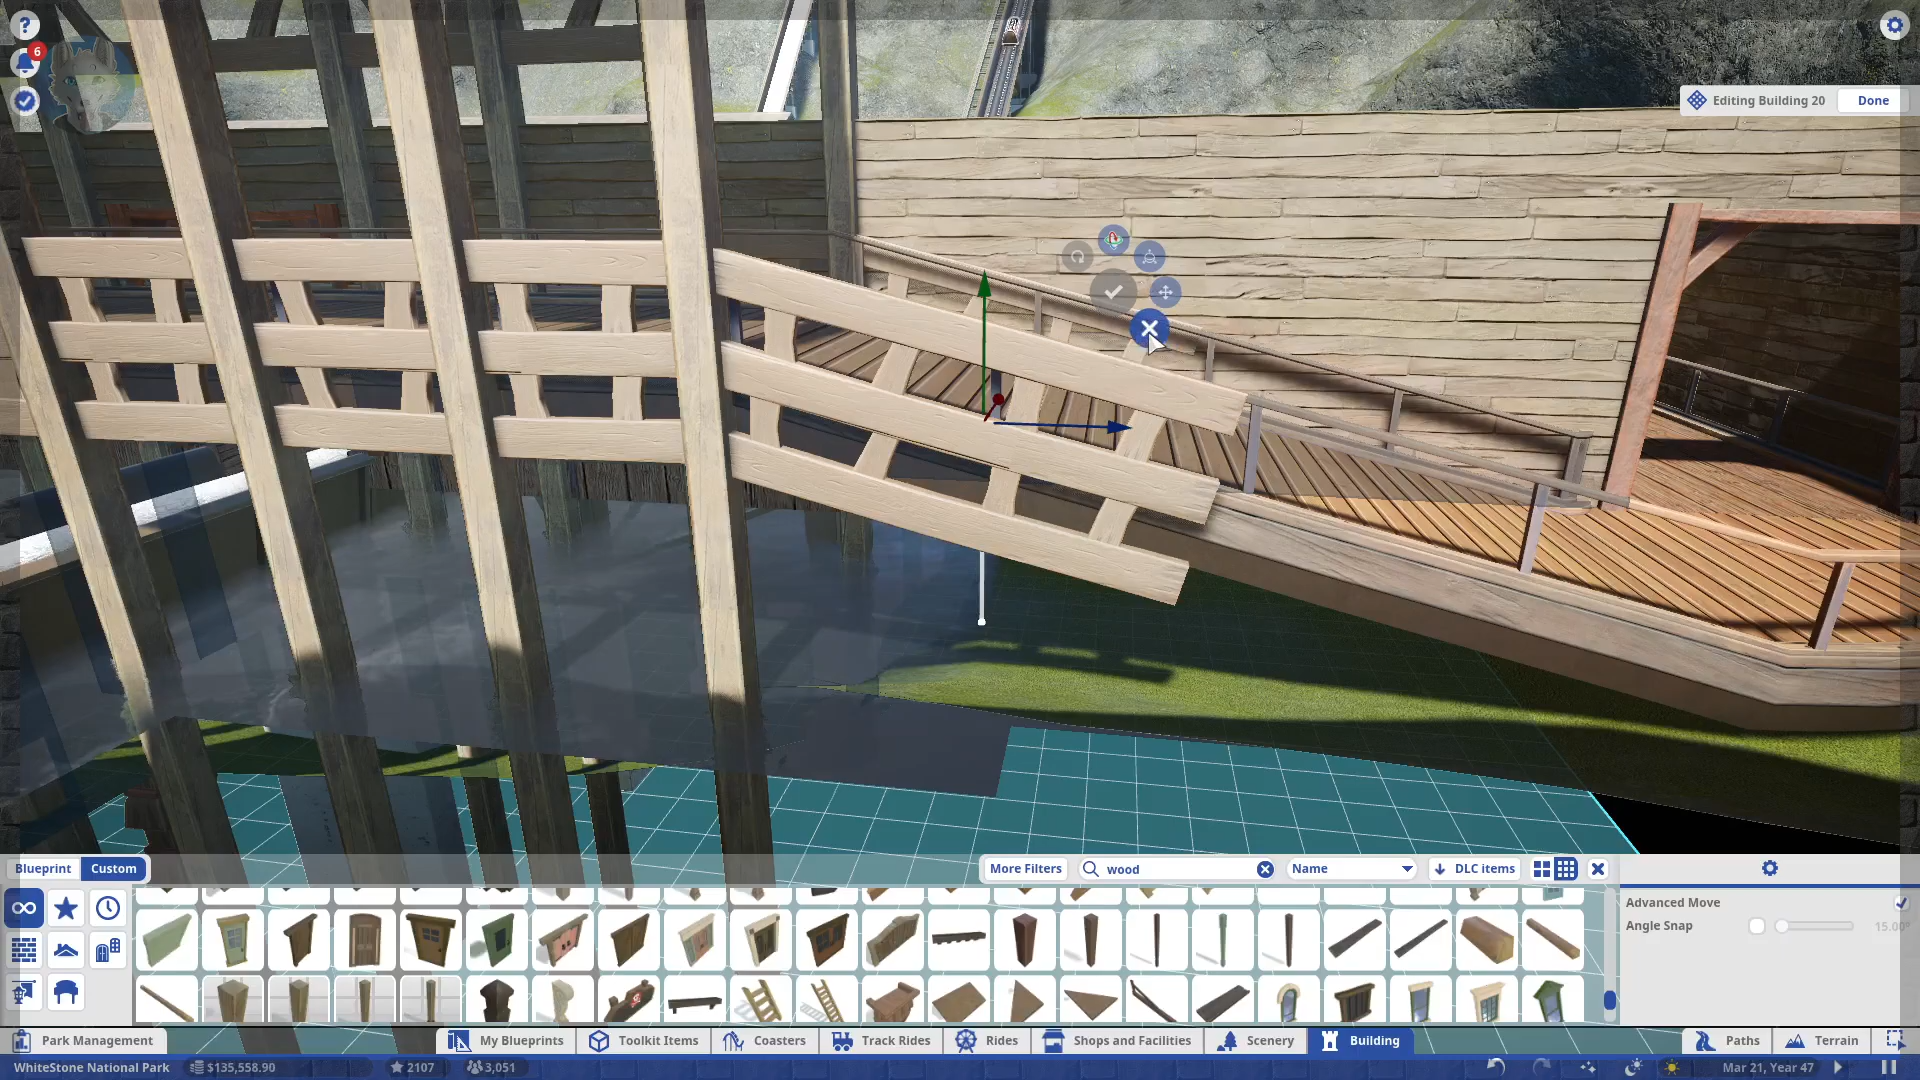 ?
6
Editing Building 20
Done
Blueprint
Custom
More Filters
wood
Name
DLC items
Advanced Move
Angle Snap
15.00°
Park Management
My Blueprints
Toolkit Items
Coasters
Track Rides
Rides
Shops and Facilities
Scenery
Building
Paths
Terrain
WhiteStone National Park
$135,558.90
2107
3,051
Mar 21, Year 47